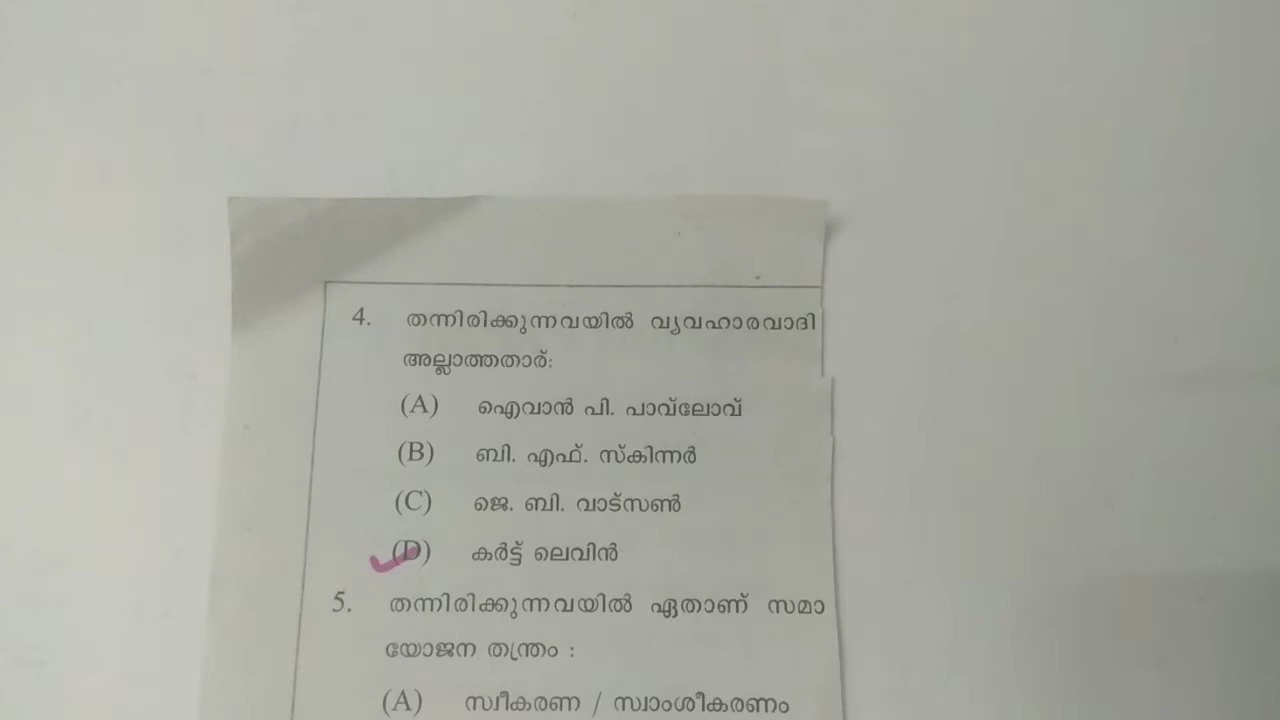 4. തന്നിരിക്കുന്നവയിൽ വ്യവഹാരവാദി
അല്ലാത്തതാര്:
(A) ഐവാൻ പി. പാവ്ലോവ്
(B) ബി. എഫ്. സ്കിന്നർ
(C) ജെ. ബി. വാട്സൺ
(D) കർട്ട് ലെവിൻ
5. തന്നിരിക്കുന്നവയിൽ ഏതാണ് സമാ
യോജന തന്ത്രം :
(A) സ്വീകരണ / സ്വാംശീകരണം